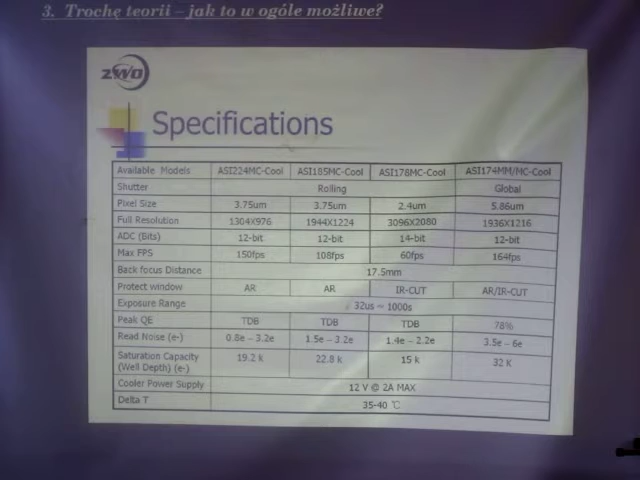 3. Trochę teorii – jak to w ogóle możliwe?
ZWO
Specifications
Available Models ASI224MC-Cool ASI185MC-Cool ASI178MC-Cool ASI174MM/MC-Cool
Shutter Rolling Global
Pixel Size 3.75um 3.75um 2.4um 5.86um
Full Resolution 1304X976 1944X1224 3096X2080 1936X1216
ADC (Bits) 12-bit 12-bit 14-bit 12-bit
Max FPS 150fps 108fps 60fps 164fps
Back focus Distance 17.5mm
Protect window AR AR IR-CUT AR/IR-CUT
Exposure Range 32us ~ 1000s
Peak QE TDB TDB TDB 78%
Read Noise (e-) 0.8e – 3.2e 1.5e – 3.2e 1.4e – 2.2e 3.5e – 6e
Saturation Capacity 19.2 k 22.8 k 15 k 32 K
(Well Depth) (e-)
Cooler Power Supply 12 V @ 2A MAX
Delta T 35-40 ℃